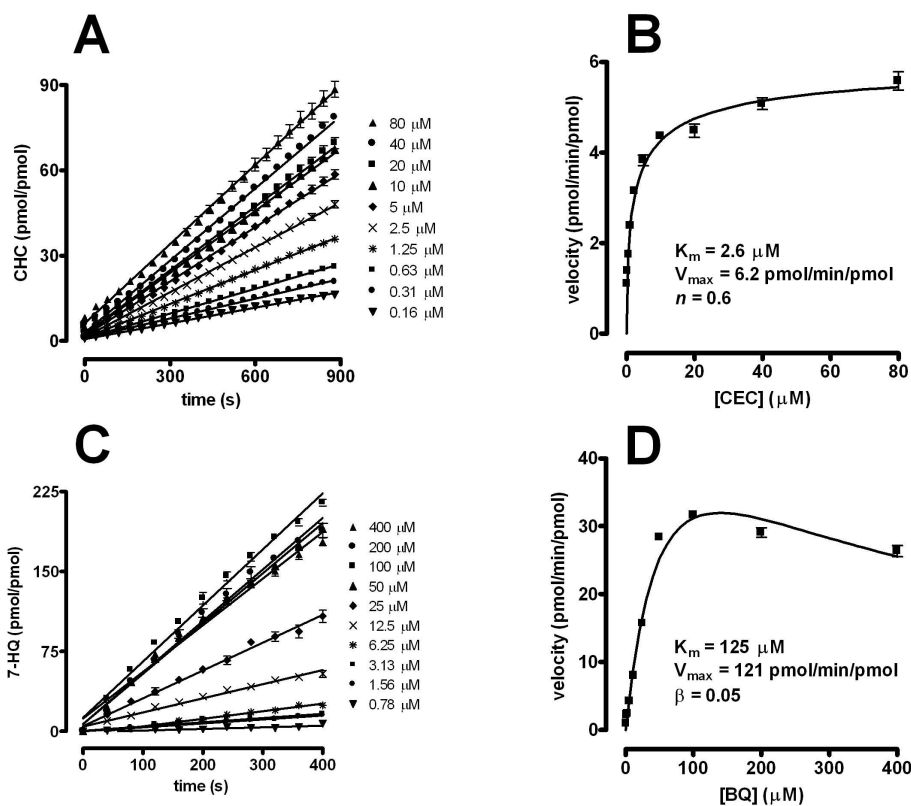 A
CHC (pmol/pmol)
90
60
30
0
0 300 600 900
time (s)
80 μM
40 μM
20 μM
10 μM
5 μM
2.5 μM
1.25 μM
0.63 μM
0.31 μM
0.16 μM
B
velocity (pmol/min/pmol)
6
4
2
0
0 20 40 60 80
[CEC] (μM)
Km = 2.6 μM
Vmax = 6.2 pmol/min/pmol
n = 0.6
C
7-HQ (pmol/pmol)
225
150
75
0
0 100 200 300 400
time (s)
400 μM
200 μM
100 μM
50 μM
25 μM
12.5 μM
6.25 μM
3.13 μM
1.56 μM
0.78 μM
D
velocity (pmol/min/pmol)
40
30
20
10
0
0 100 200 300 400
[BQ] (μM)
Km = 125 μM
Vmax = 121 pmol/min/pmol
β = 0.05